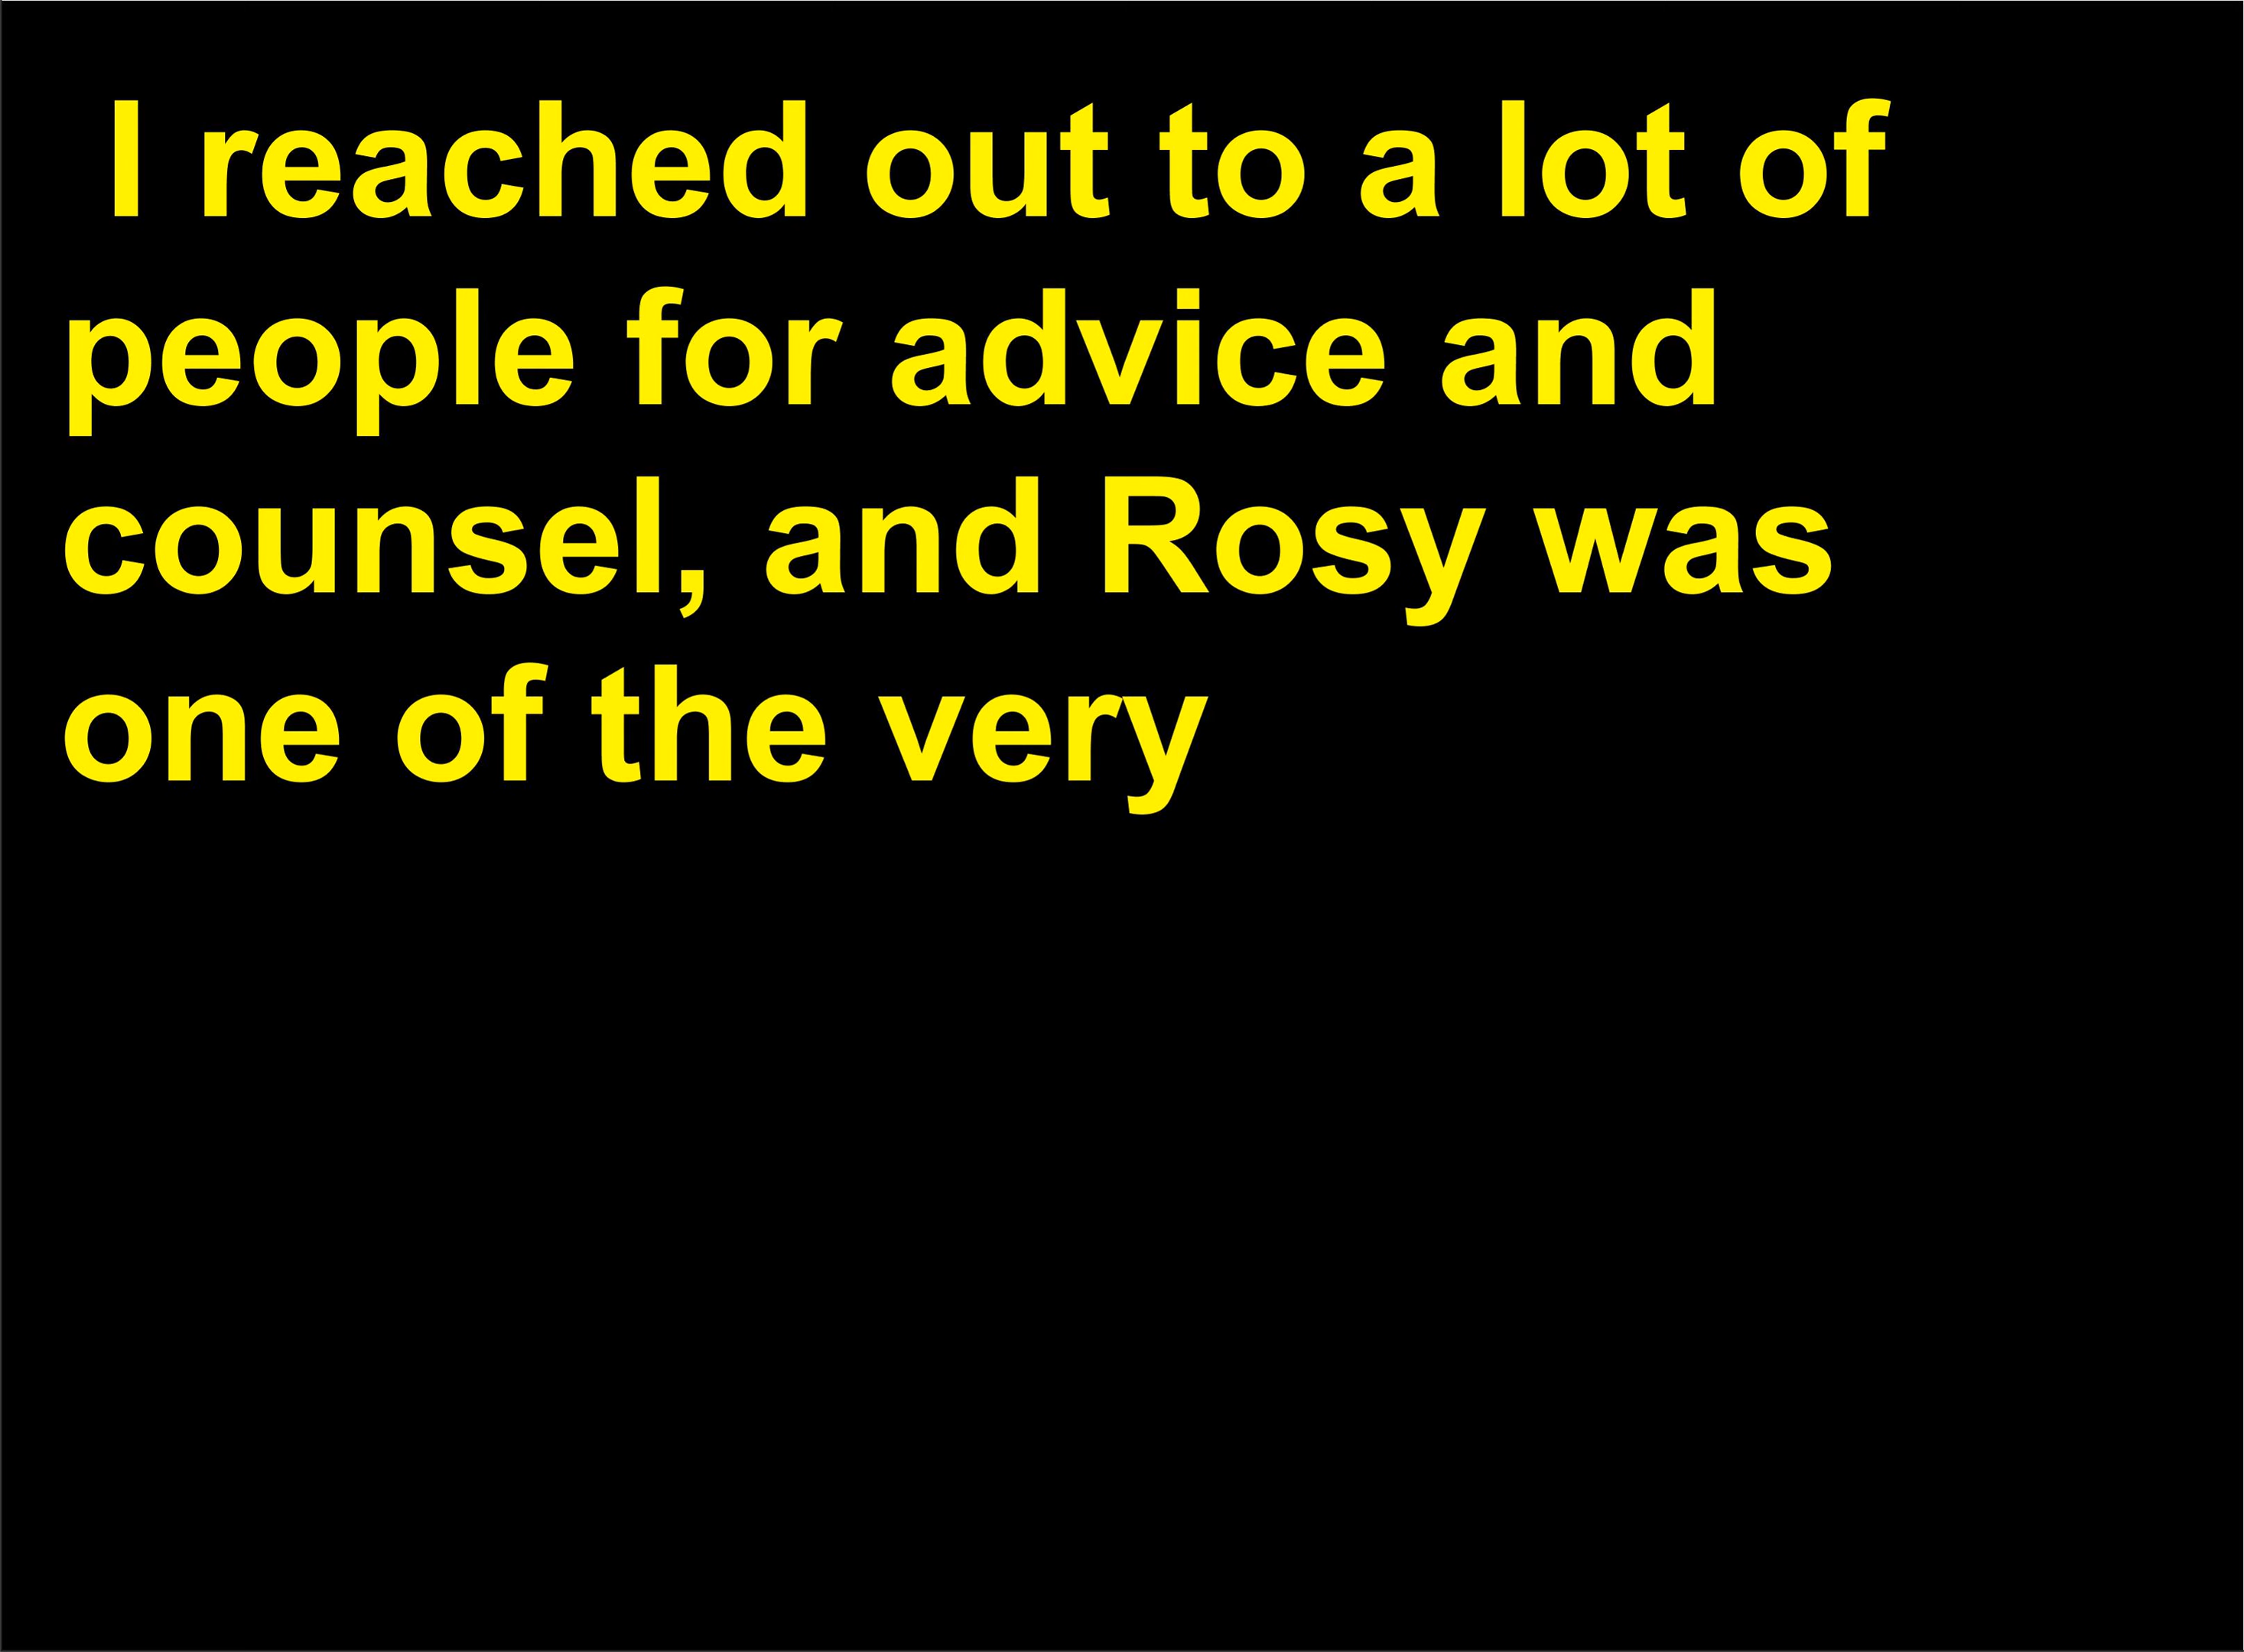 I reached out to a lot of
people for advice and
counsel, and Rosy was
one of the very